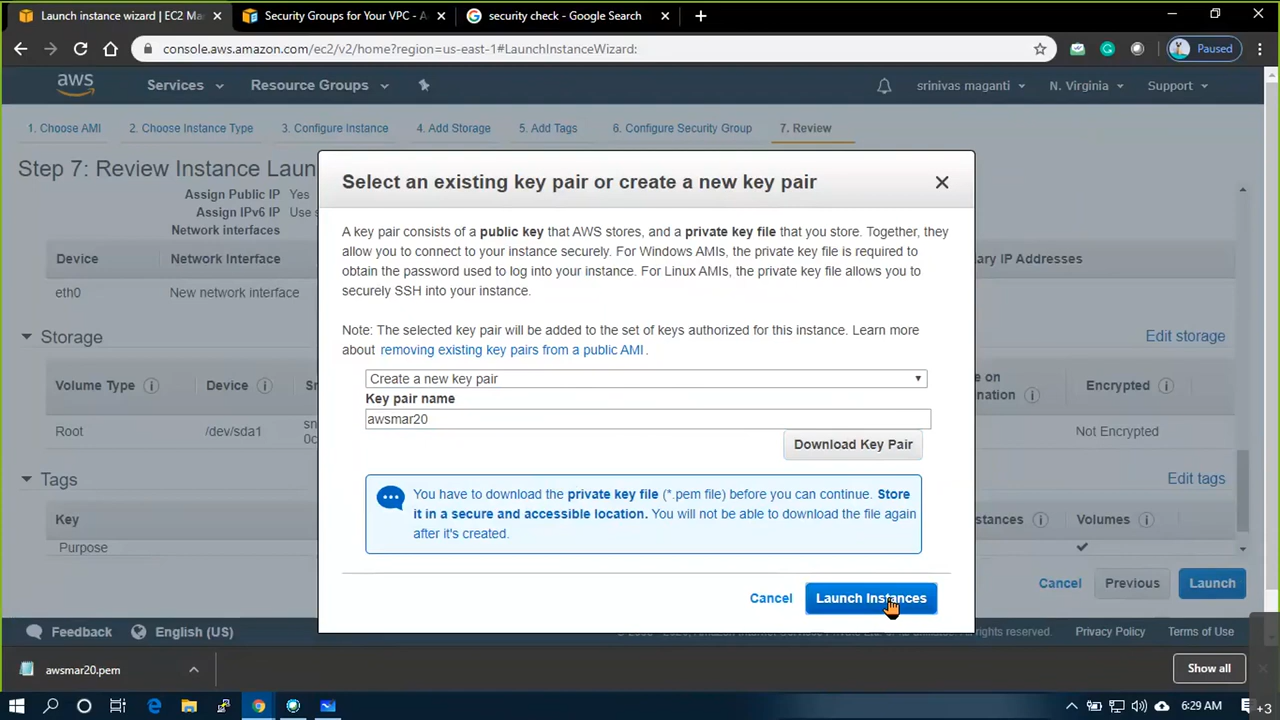 Launch instance wizard | EC2 Ma
Security Groups for Your VPC - A
security check - Google Search
console.aws.amazon.com/ec2/v2/home?region=us-east-1#LaunchInstanceWizard:
Paused
aws
Services
Resource Groups
srinivas maganti
N. Virginia
Support
1. Choose AMI
2. Choose Instance Type
3. Configure Instance
4. Add Storage
5. Add Tags
6. Configure Security Group
7. Review
Step 7: Review Instance Laun
Assign Public IP Yes
Assign IPv6 IP Use s
Network interfaces
Device
Network Interface
ary IP Addresses
eth0
New network interface
Storage
Edit storage
Volume Type
Device
Sn
e on
nation
Encrypted
Root
/dev/sda1
sn
0c
Not Encrypted
Tags
Edit tags
Key
stances
Volumes
Purpose
Select an existing key pair or create a new key pair
A key pair consists of a public key that AWS stores, and a private key file that you store. Together, they
allow you to connect to your instance securely. For Windows AMIs, the private key file is required to
obtain the password used to log into your instance. For Linux AMIs, the private key file allows you to
securely SSH into your instance.
Note: The selected key pair will be added to the set of keys authorized for this instance. Learn more
about removing existing key pairs from a public AMI .
Create a new key pair
Key pair name
awsmar20
Download Key Pair
You have to download the private key file (*.pem file) before you can continue. Store
it in a secure and accessible location. You will not be able to download the file again
after it's created.
Cancel
Launch Instances
Cancel
Previous
Launch
Feedback
English (US)
rights reserved.
Privacy Policy
Terms of Use
awsmar20.pem
Show all
6:29 AM
+3